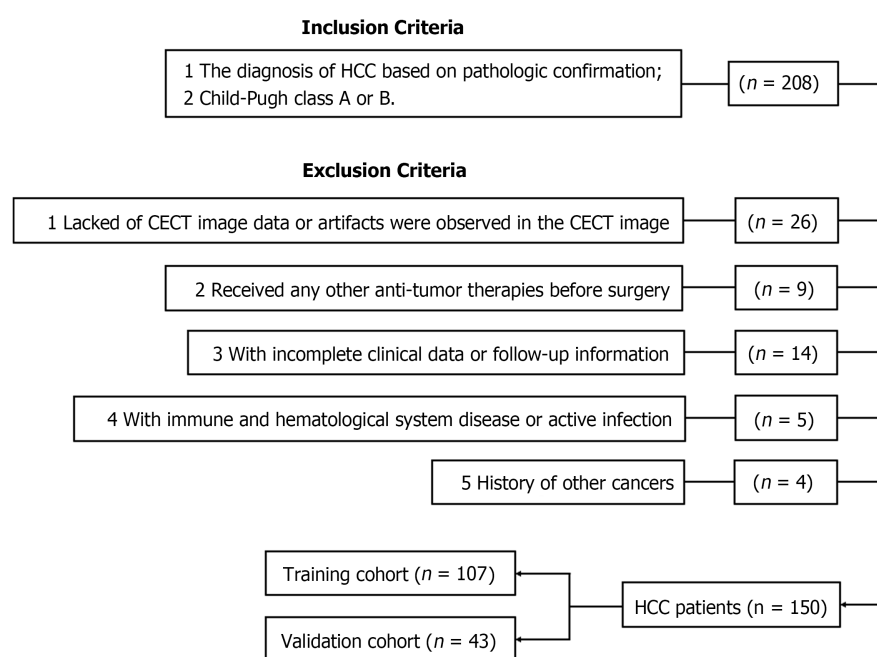 Inclusion Criteria
1 The diagnosis of HCC based on pathologic confirmation;
2 Child-Pugh class A or B.
(n = 208)
Exclusion Criteria
1 Lacked of CECT image data or artifacts were observed in the CECT image
(n = 26)
2 Received any other anti-tumor therapies before surgery
(n = 9)
3 With incomplete clinical data or follow-up information
(n = 14)
4 With immune and hematological system disease or active infection
(n = 5)
5 History of other cancers
(n = 4)
Training cohort (n = 107)
HCC patients (n = 150)
Validation cohort (n = 43)